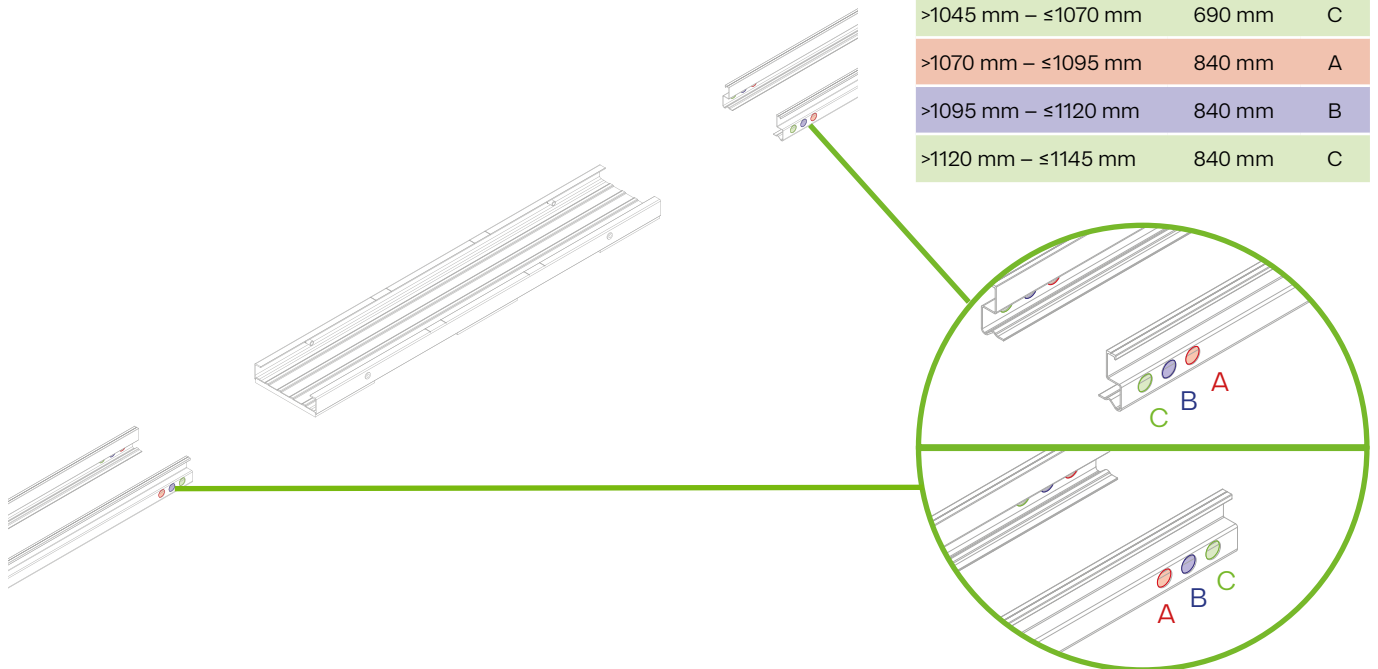 >1045 mm – ≤1070 mm 690 mm C
>1070 mm – ≤1095 mm 840 mm A
>1095 mm – ≤1120 mm 840 mm B
>1120 mm – ≤1145 mm 840 mm C
C B A
A B C